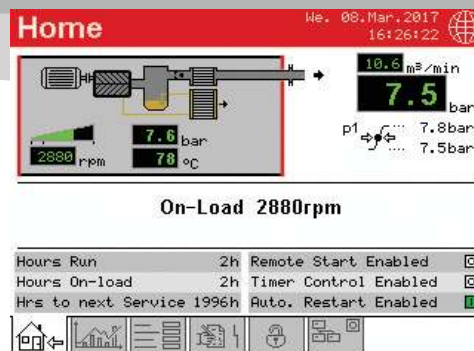 Home
We. 08.Mar.2017
16:26:22
10.6 m³/min
7.5 bar
7.6 bar
p1 7.8bar
7.5bar
2880 rpm
78 °C
On-Load 2880rpm
Hours Run 2h Remote Start Enabled
Hours On-load 2h Timer Control Enabled
Hrs to next Service 1996h Auto. Restart Enabled